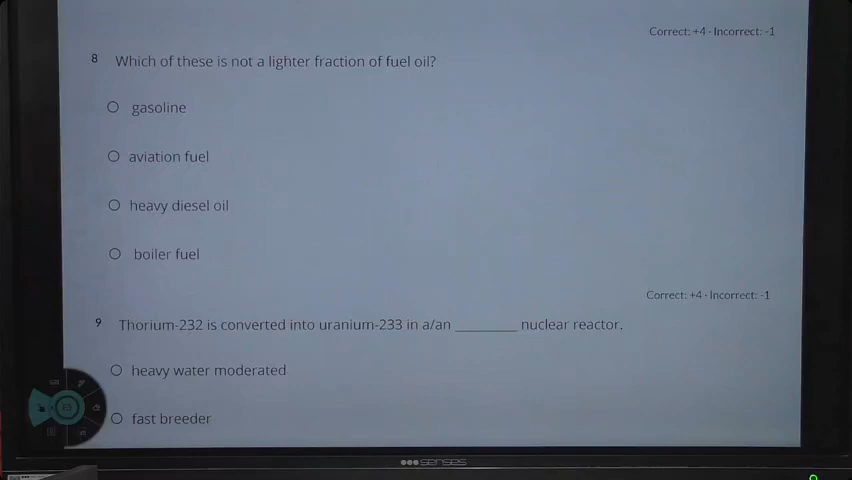 Correct: +4 · Incorrect: -1
8 Which of these is not a lighter fraction of fuel oil?
gasoline
aviation fuel
heavy diesel oil
boiler fuel
Correct: +4 · Incorrect: -1
9 Thorium-232 is converted into uranium-233 in a/an ________ nuclear reactor.
heavy water moderated
fast breeder
senses